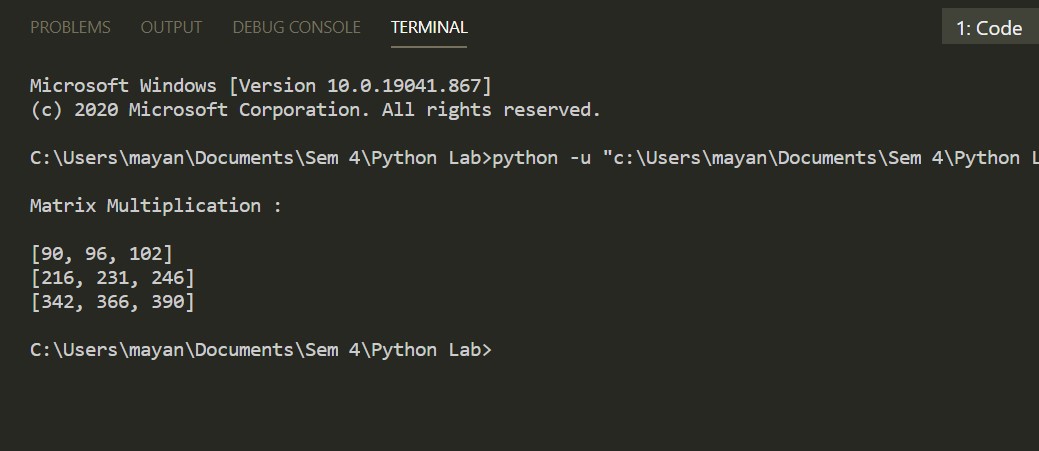 PROBLEMS OUTPUT DEBUG CONSOLE TERMINAL 1: Code
Microsoft Windows [Version 10.0.19041.867]
(c) 2020 Microsoft Corporation. All rights reserved.
C:\Users\mayan\Documents\Sem 4\Python Lab>python -u "c:\Users\mayan\Documents\Sem 4\Python L
Matrix Multiplication :
[90, 96, 102]
[216, 231, 246]
[342, 366, 390]
C:\Users\mayan\Documents\Sem 4\Python Lab>